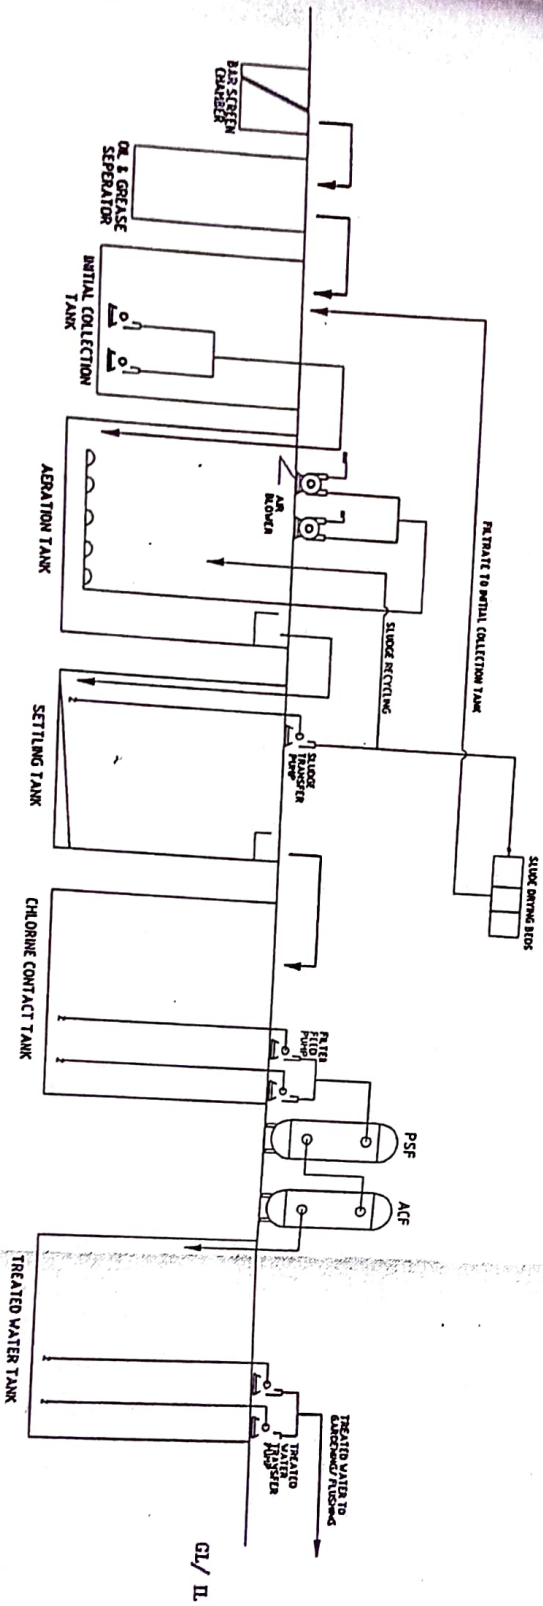 BAR SCREEN
CHAMBER
OIL & GREASE
SEPERATOR
INITIAL COLLECTION
TANK
AERATION TANK
AIR
BLOWER
SLUDGE RECYCLING
FILTRATE TO INITIAL COLLECTION TANK
SETTLING TANK
SLUDGE
TRANSFER
PUMP
SLUDE DRYING BEDS
CHLORINE CONTACT TANK
FILTER
FEED
PUMP
PSF
ACF
TREATED WATER TANK
TREATED
WATER
TRANSFER
PUMP
TREATED WATER TO
GARDENING/ FLUSHING
GL/ IL